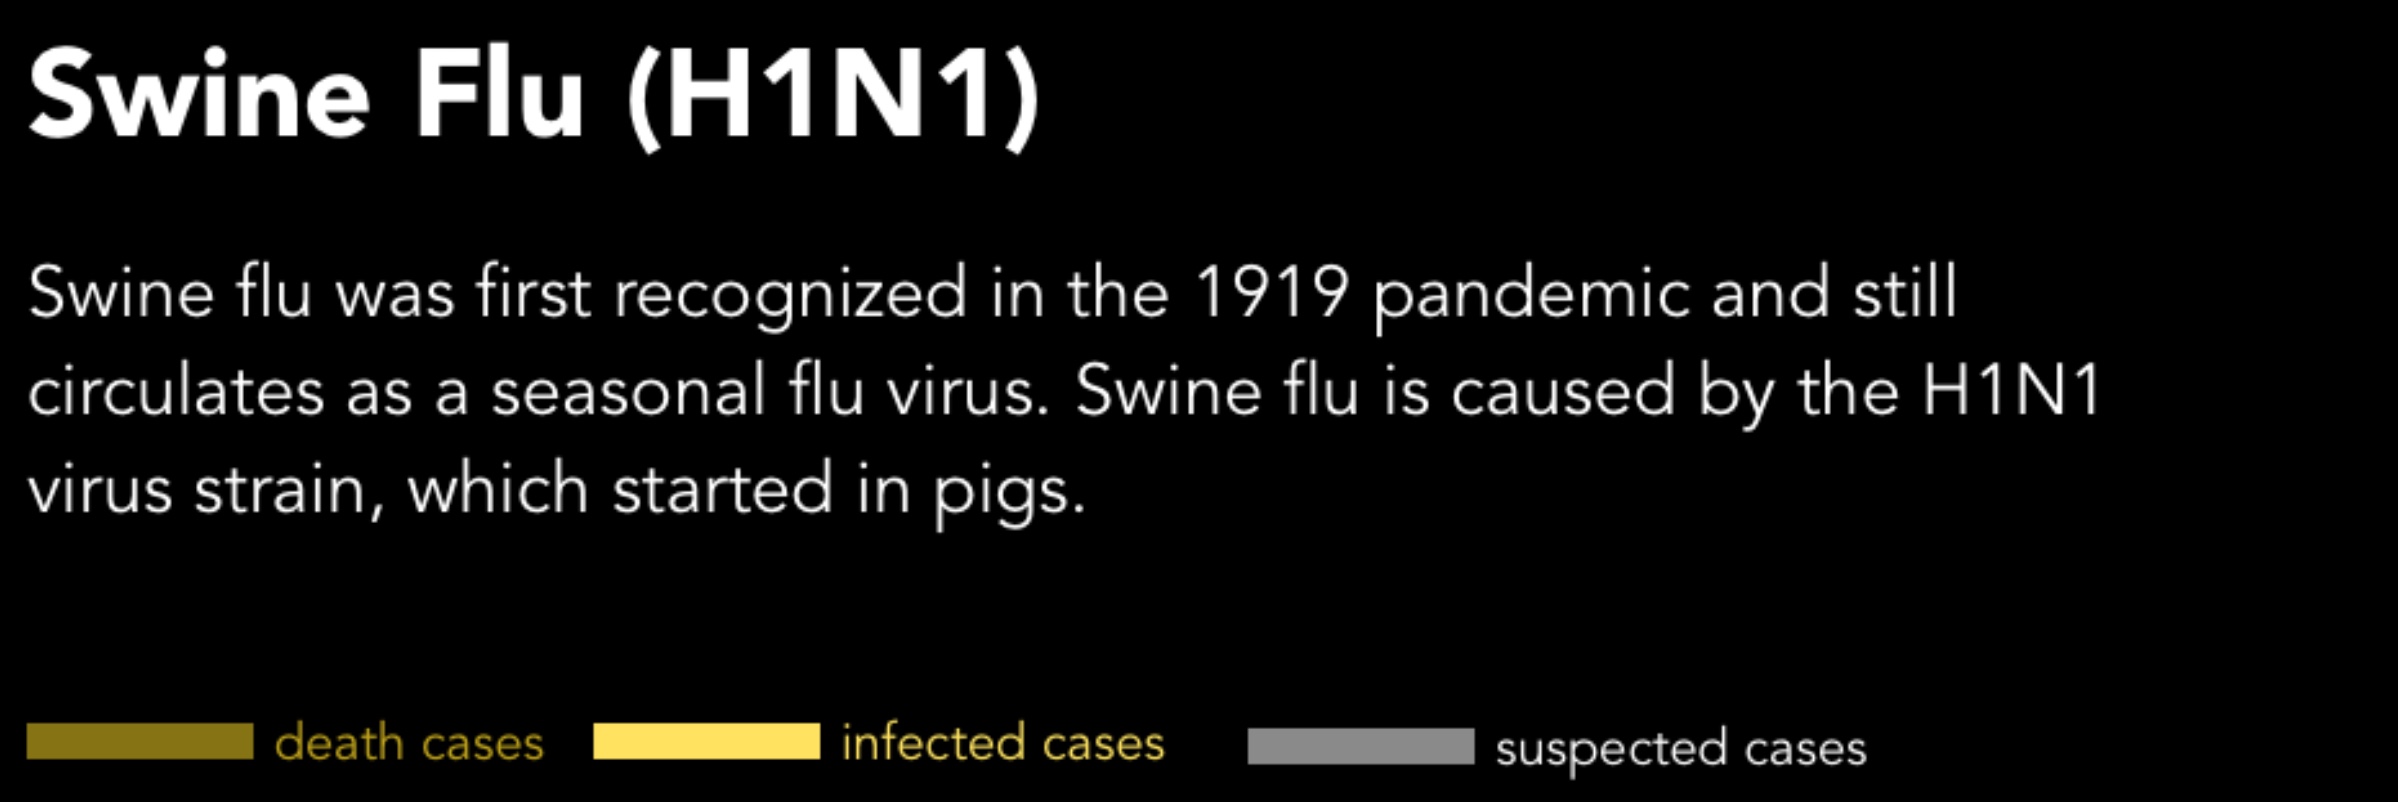 Swine Flu (H1N1)
Swine flu was first recognized in the 1919 pandemic and still
circulates as a seasonal flu virus. Swine flu is caused by the H1N1
virus strain, which started in pigs.
death cases infected cases suspected cases